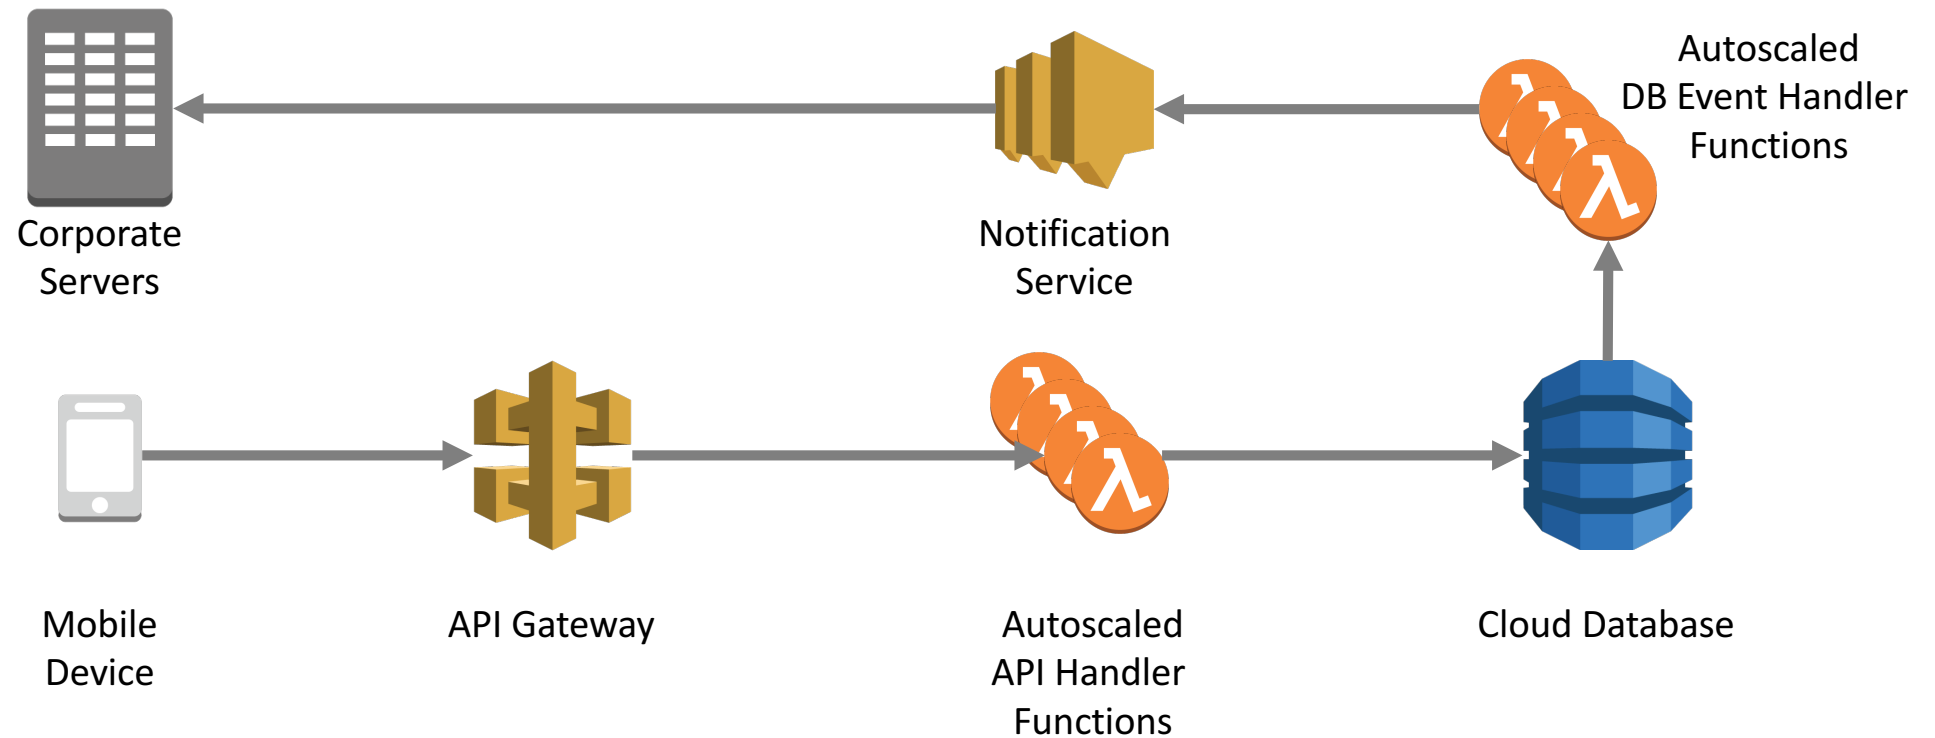 Autoscaled
DB Event Handler
Functions
Corporate
Servers
Notification
Service
Mobile
Device
API Gateway
Autoscaled
API Handler
Functions
Cloud Database